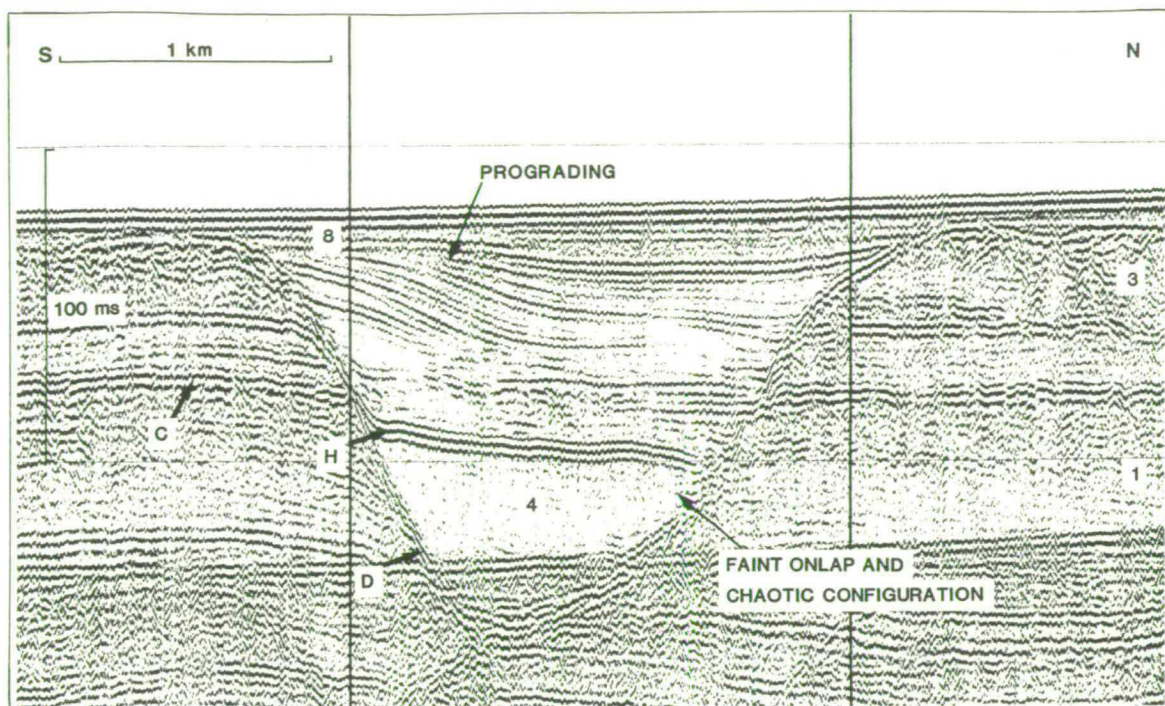 S
1 km
N
PROGRADING
8
3
100 ms
C
H
1
4
D
FAINT ONLAP AND
CHAOTIC CONFIGURATION